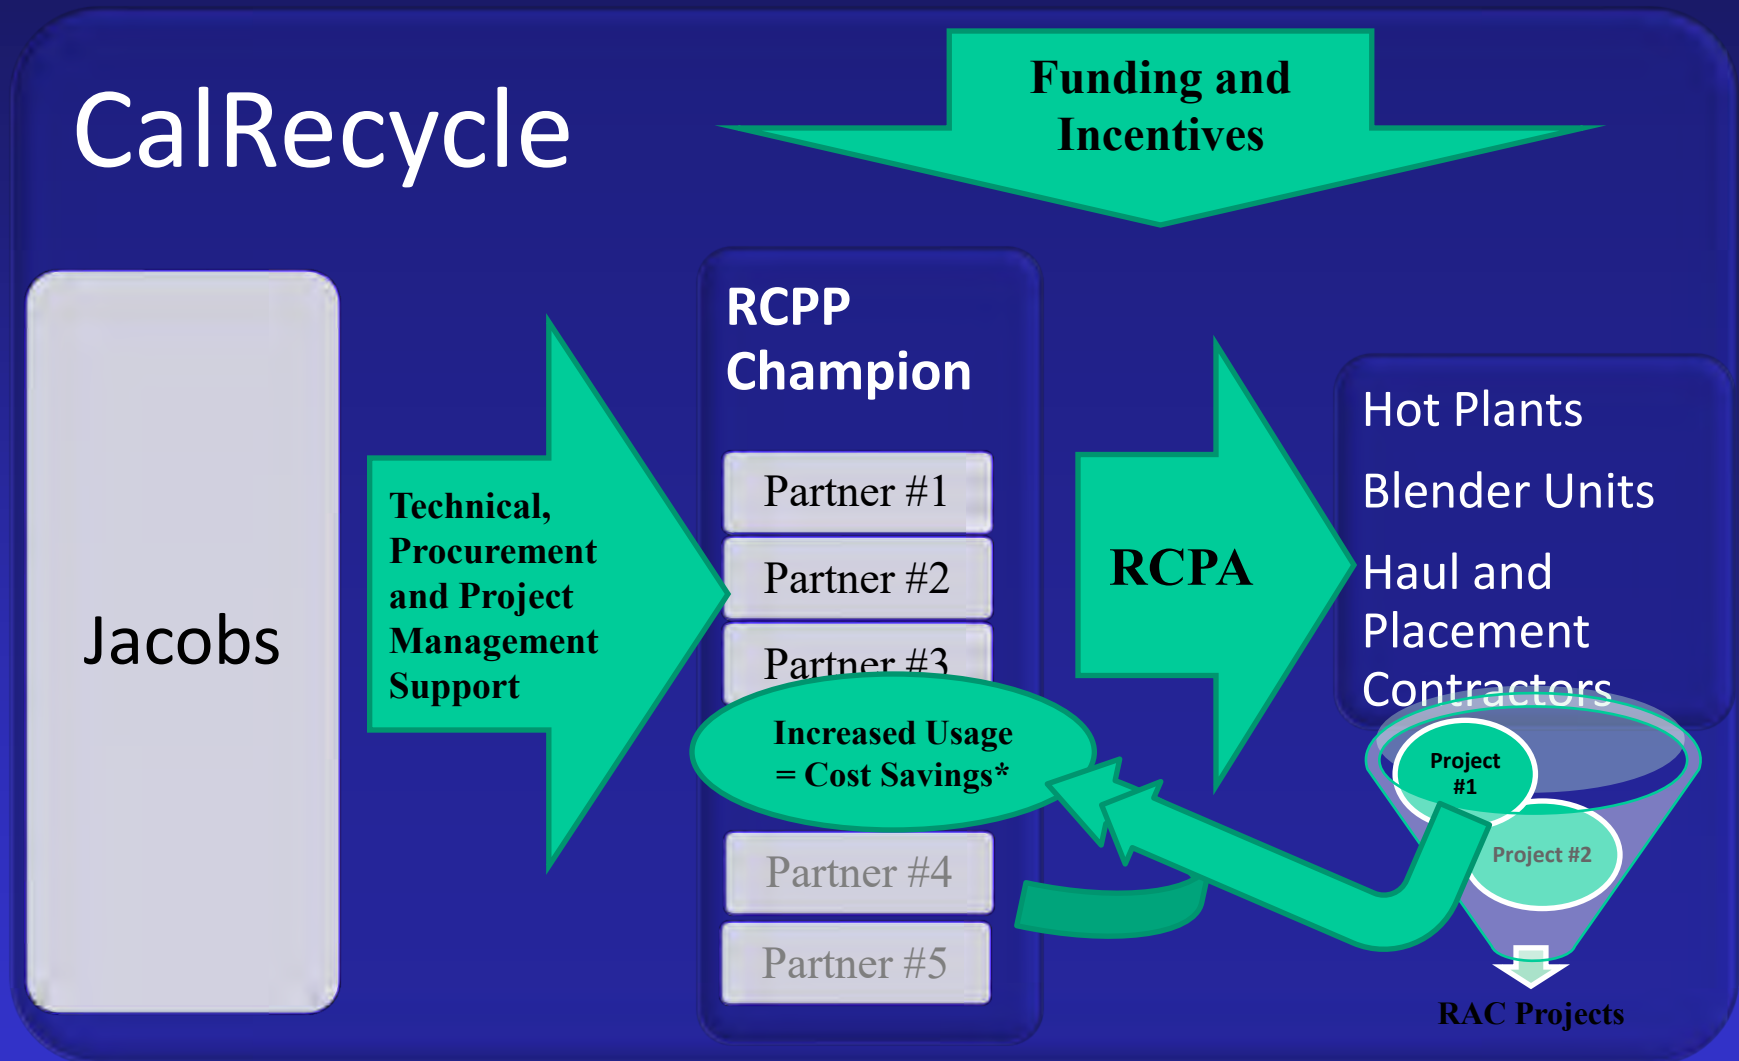 CalRecycle
Funding and
Incentives
Jacobs
Technical,
Procurement
and Project
Management
Support
RCPP
Champion
Partner #1
Partner #2
Partner #3
Increased Usage
= Cost Savings*
Partner #4
Partner #5
RCPA
Hot Plants
Blender Units
Haul and
Placement
Contractors
Project
#1
Project #2
RAC Projects